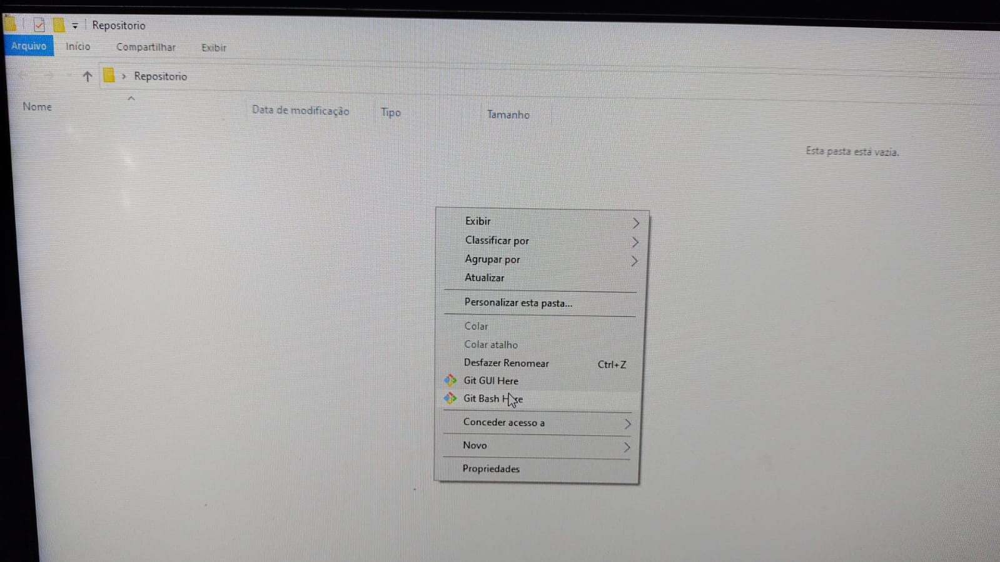 Repositorio
Arquivo Início Compartilhar Exibir
Repositorio
Nome Data de modificação Tipo Tamanho
Esta pasta está vazia.
Exibir
Classificar por
Agrupar por
Atualizar
Personalizar esta pasta...
Colar
Colar atalho
Desfazer Renomear Ctrl+Z
Git GUI Here
Git Bash Here
Conceder acesso a
Novo
Propriedades